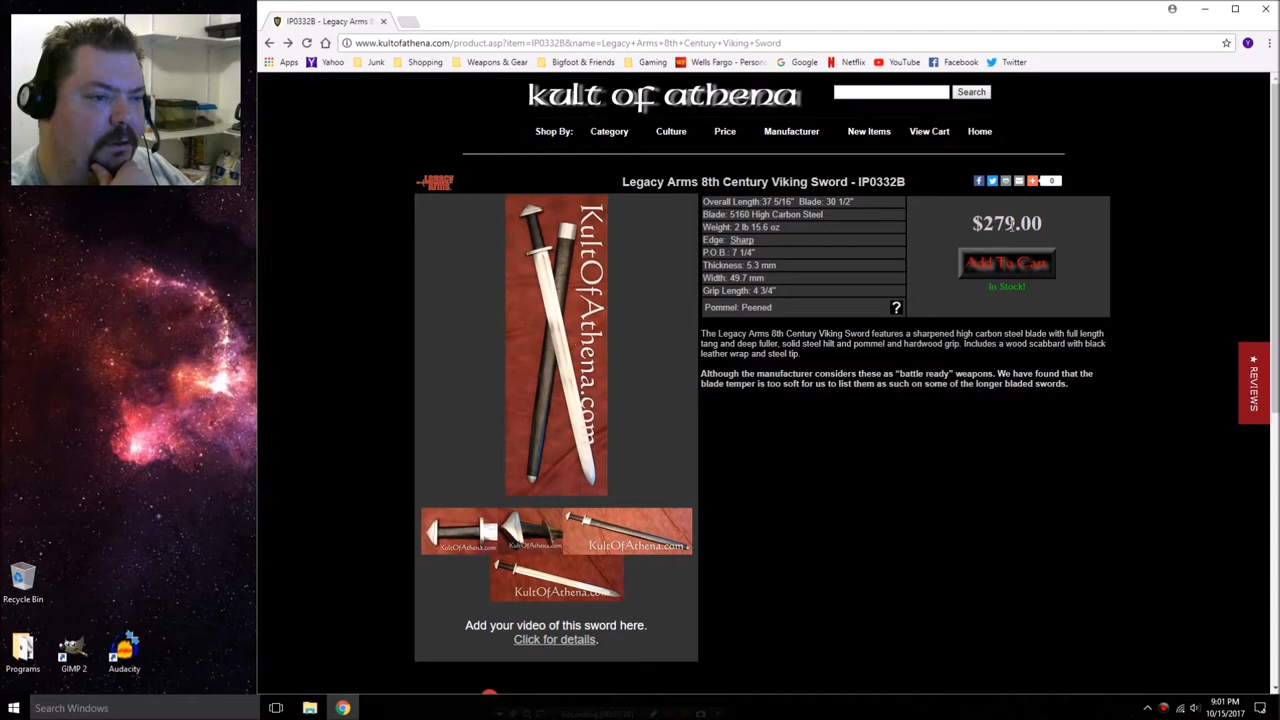 IP0332B - Legacy Arms 8
www.kultofathena.com/product.asp?item=IP0332B&name=Legacy+Arms+8th+Century+Viking+Sword
Apps Yahoo Junk Shopping Weapons & Gear Bigfoot & Friends Gaming Wells Fargo - Person Google Netflix YouTube Facebook Twitter
kult of athena
Search
Shop By: Category Culture Price Manufacturer New Items View Cart Home
LEGACY ARMS
Legacy Arms 8th Century Viking Sword - IP0332B
0
Overall Length:37 5/16" Blade: 30 1/2"
Blade: 5160 High Carbon Steel
Weight: 2 lb 15.6 oz
Edge: Sharp
P.O.B.: 7 1/4"
Thickness: 5.3 mm
Width: 49.7 mm
Grip Length: 4 3/4"
Pommel: Peened
?
$279.00
Add To Cart
In Stock!
The Legacy Arms 8th Century Viking Sword features a sharpened high carbon steel blade with full length
tang and deep fuller, solid steel hilt and pommel and hardwood grip. Includes a wood scabbard with black
leather wrap and steel tip.
Although the manufacturer considers these as “battle ready” weapons. We have found that the
blade temper is too soft for us to list them as such on some of the longer bladed swords.
KultOfAthena.com
KultOfAthena.com
KultOfAthena.com
KultOfAthena.com
KultOfAthena.com
Add your video of this sword here.
Click for details.
★ REVIEWS
Recycle Bin
Programs
GIMP 2
Audacity
Search Windows
9:01 PM
10/15/2017